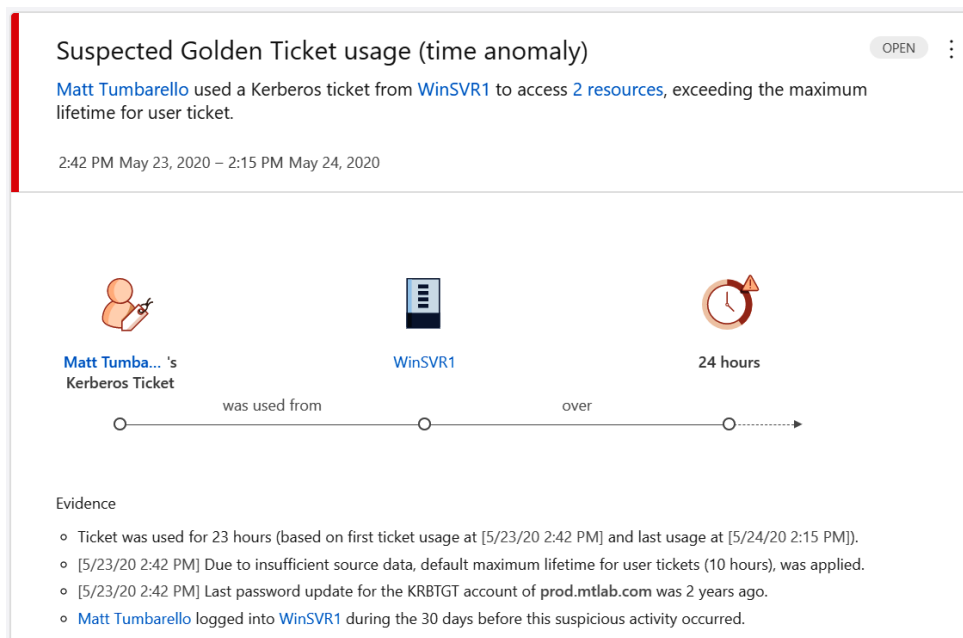 Suspected Golden Ticket usage (time anomaly)
OPEN
Matt Tumbarello used a Kerberos ticket from WinSVR1 to access 2 resources, exceeding the maximum
lifetime for user ticket.
2:42 PM May 23, 2020 – 2:15 PM May 24, 2020
Matt Tumba... 's
Kerberos Ticket
WinSVR1
24 hours
was used from
over
Evidence
Ticket was used for 23 hours (based on first ticket usage at [5/23/20 2:42 PM] and last usage at [5/24/20 2:15 PM]).
[5/23/20 2:42 PM] Due to insufficient source data, default maximum lifetime for user tickets (10 hours), was applied.
[5/23/20 2:42 PM] Last password update for the KRBTGT account of prod.mtlab.com was 2 years ago.
Matt Tumbarello logged into WinSVR1 during the 30 days before this suspicious activity occurred.